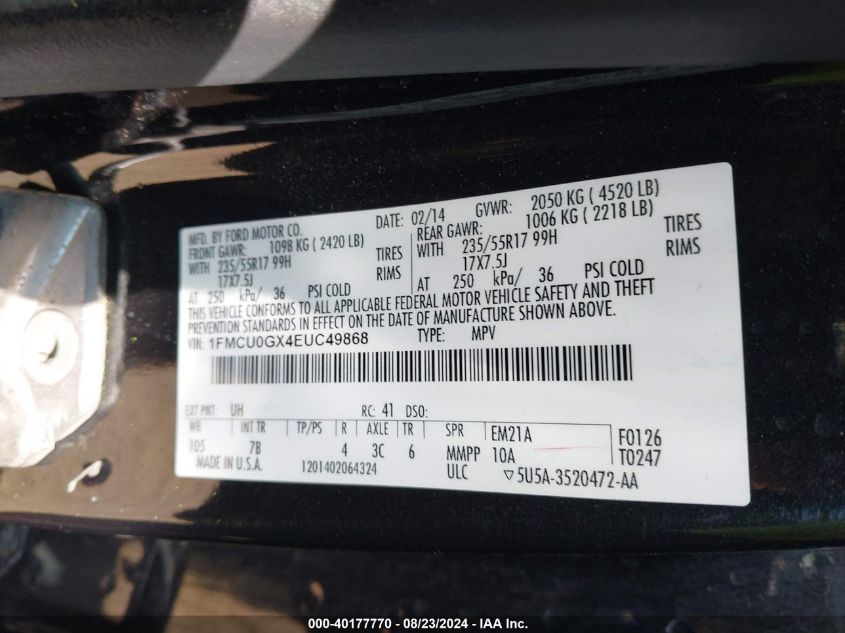 MFD. BY FORD MOTOR CO.
DATE: 02/14 GVWR: 2050 KG ( 4520 LB)
FRONT GAWR: 1098 KG ( 2420 LB) REAR GAWR: 1006 KG ( 2218 LB)
WITH 235/55R17 99H TIRES WITH 235/55R17 99H TIRES
17X7.5J RIMS 17X7.5J RIMS
AT 250 kPa/ 36 PSI COLD AT 250 kPa/ 36 PSI COLD
THIS VEHICLE CONFORMS TO ALL APPLICABLE FEDERAL MOTOR VEHICLE SAFETY AND THEFT
PREVENTION STANDARDS IN EFFECT ON THE DATE OF MANUFACTURE SHOWN ABOVE.
VIN: 1FMCU0GX4EUC49868 TYPE: MPV
EXT PNT: UH RC: 41 DSO:
WB INT TR TP/PS R AXLE TR SPR EM21A F0126
105 7B 4 3C 6 MMPP 10A T0247
MADE IN U.S.A. 1201402064324 ULC ▽5U5A-3520472-AA
000-40177770 - 08/23/2024 - IAA Inc.